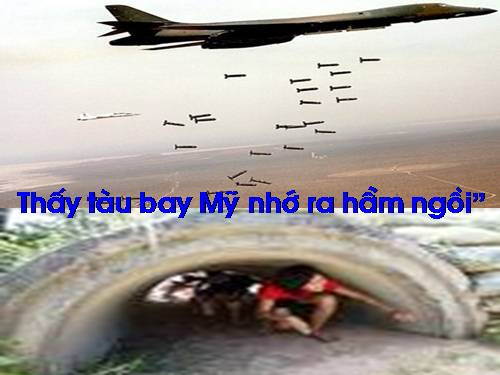 Thấy tàu bay Mỹ nhớ ra hầm ngồi”